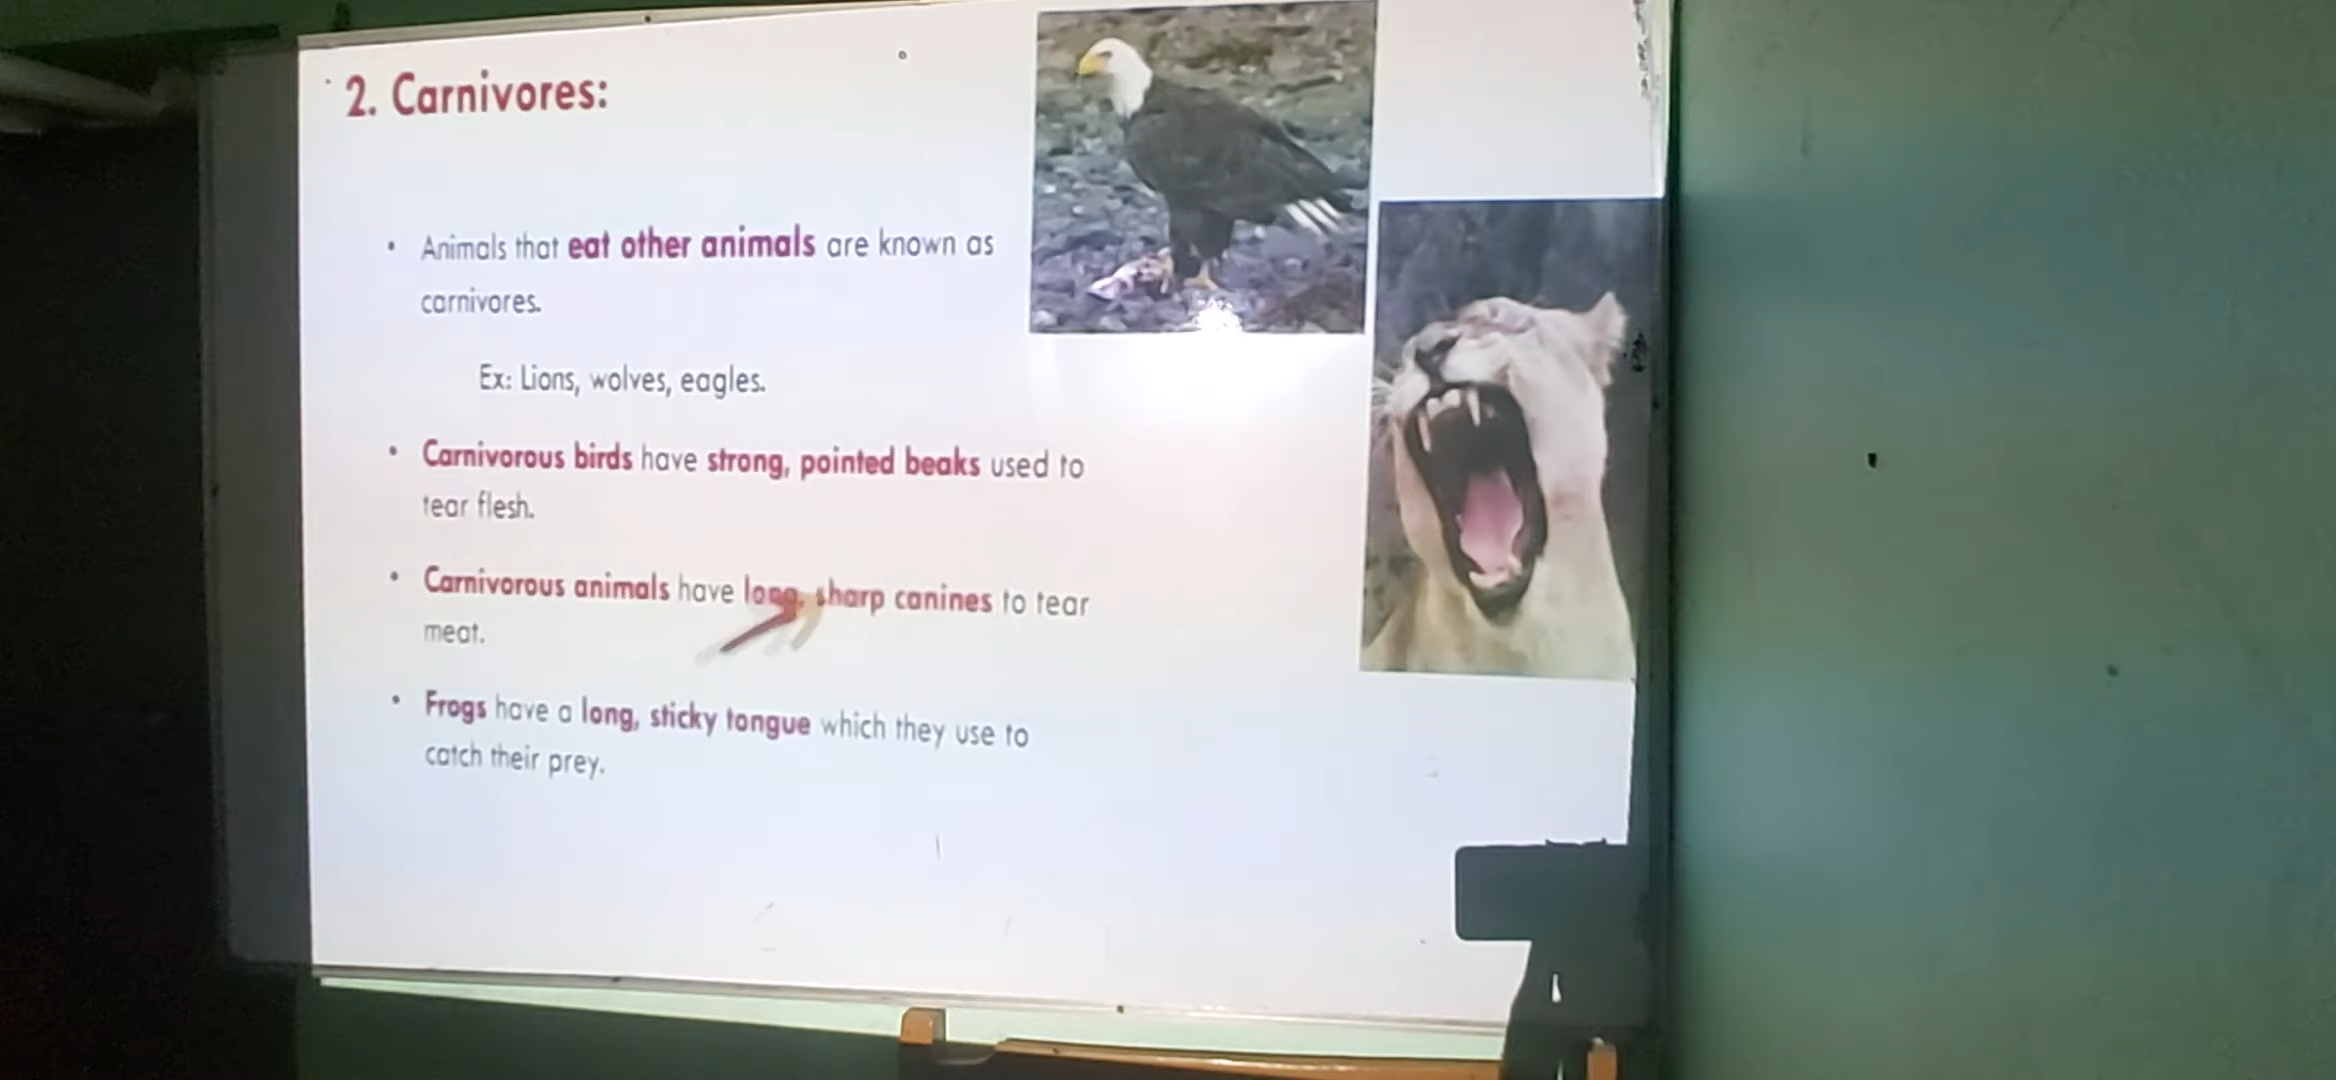 2. Carnivores:
• Animals that eat other animals are known as
carnivores.
Ex: Lions, wolves, eagles.
• Carnivorous birds have strong, pointed beaks used to
tear flesh.
• Carnivorous animals have long, sharp canines to tear
meat.
• Frogs have a long, sticky tongue which they use to
catch their prey.